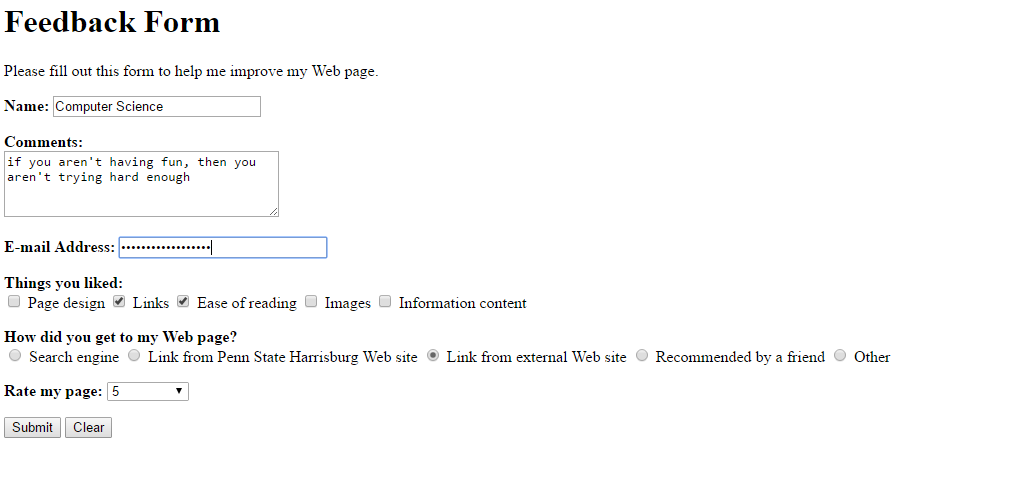 Feedback Form
Please fill out this form to help me improve my Web page.
Name: Computer Science
Comments:
if you aren't having fun, then you
aren't trying hard enough
E-mail Address: ••••••••••••••••••
Things you liked:
Page design Links Ease of reading Images Information content
How did you get to my Web page?
Search engine Link from Penn State Harrisburg Web site Link from external Web site Recommended by a friend Other
Rate my page: 5
Submit Clear